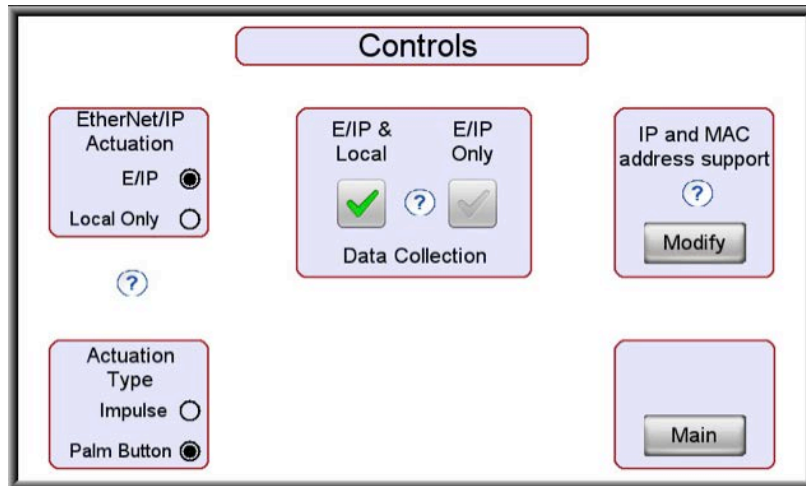 Controls
EtherNet/IP
Actuation
E/IP
Local Only
?
E/IP &
Local
E/IP
Only
?
Data Collection
IP and MAC
address support
?
Modify
Actuation
Type
Impulse
Palm Button
Main